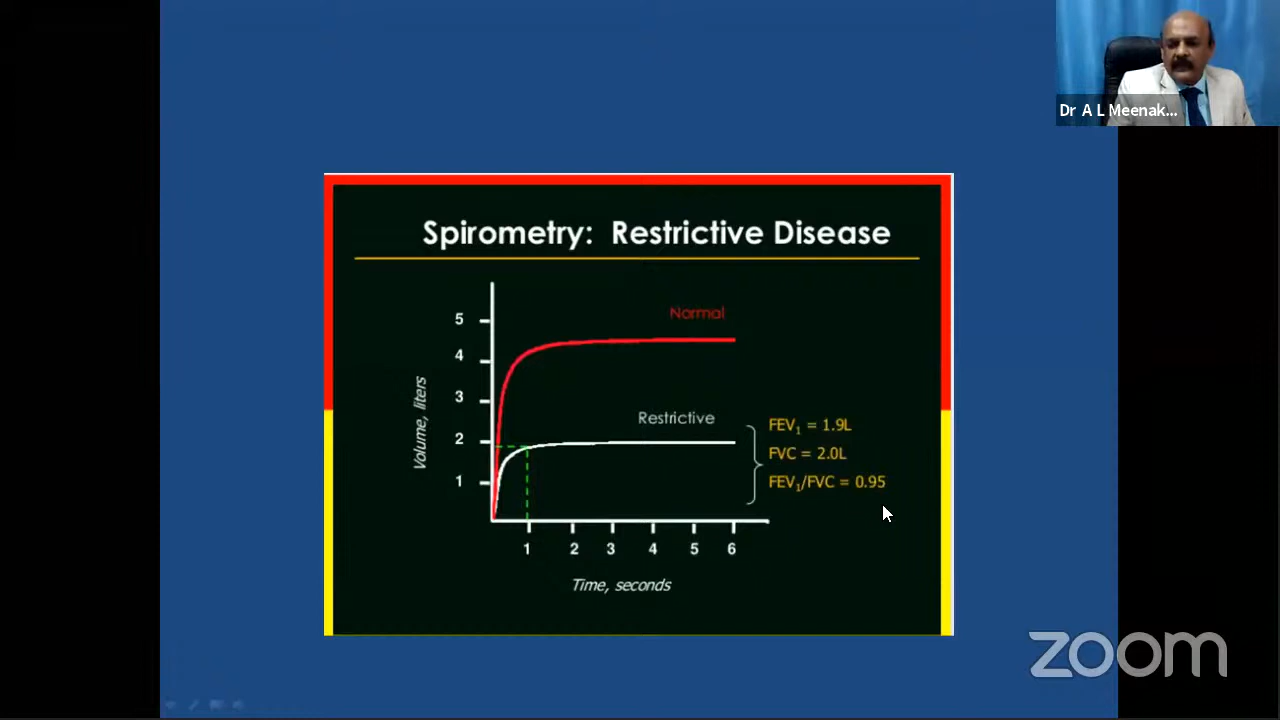 Dr A L Meenak...
Spirometry: Restrictive Disease
Normal
5
4
3
2
1
Volume, liters
Restrictive
FEV1 = 1.9L
FVC = 2.0L
FEV1/FVC = 0.95
1 2 3 4 5 6
Time, seconds
zoom